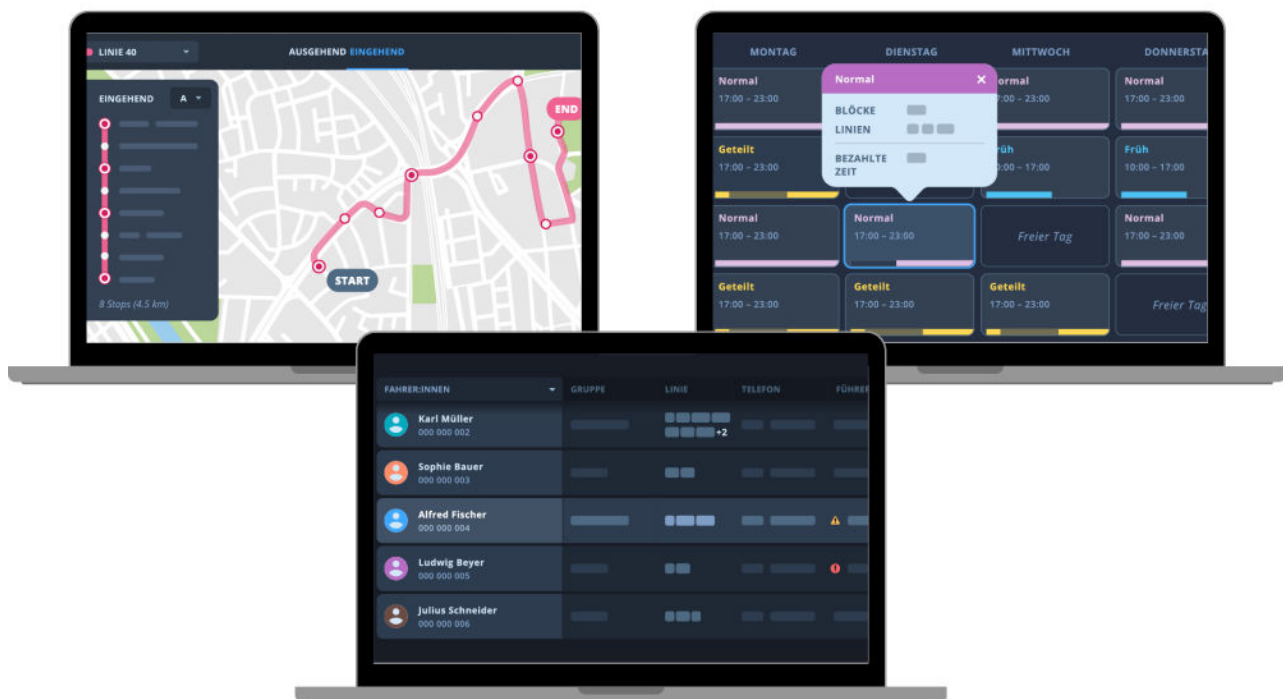 LINIE 40
AUSGEHEND EINGEHEND
EINGEHEND A
END
START
8 Stops (4.5 km)
MONTAG DIENSTAG MITTWOCH DONNERSTA
Normal
17:00 – 23:00
Normal
BLÖCKE
LINIEN
BEZAHLTE
ZEIT
ormal
7:00 – 23:00
Normal
17:00 – 23:00
Geteilt
17:00 – 23:00
rüh
0:00 – 17:00
Früh
10:00 – 17:00
Normal
17:00 – 23:00
Normal
17:00 – 23:00
Freier Tag
Normal
17:00 – 23:00
Geteilt
17:00 – 23:00
Geteilt
17:00 – 23:00
Geteilt
17:00 – 23:00
Freier Tag
FAHRER:INNEN GRUPPE LINIE TELEFON FÜHRER
Karl Müller
000 000 002
+2
Sophie Bauer
000 000 003
Alfred Fischer
000 000 004
Ludwig Beyer
000 000 005
Julius Schneider
000 000 006